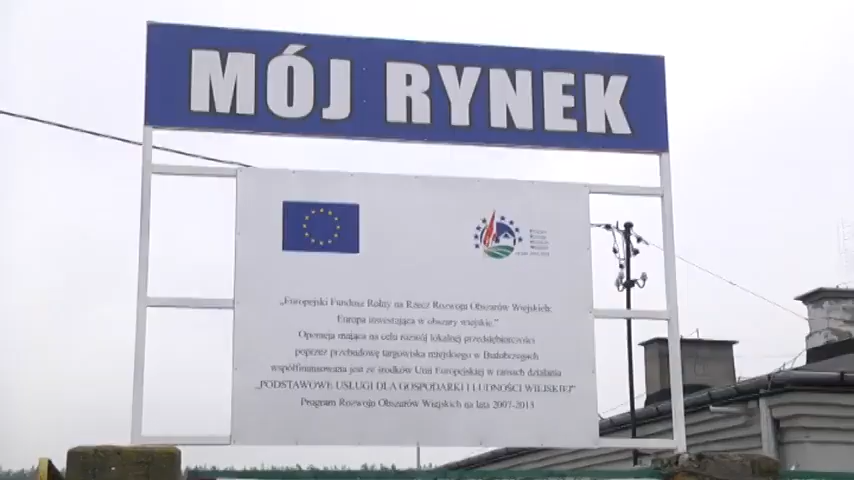 MÓJ RYNEK
„Europejski Fundusz Rolny na Rzecz Rozwoju Obszarów Wiejskich:
Europa inwestująca w obszary wiejskie."
Operacja mająca na celu rozwój lokalnej przedsiębiorczości
poprzez przebudowę targowiska miejskiego w
współfinansowana jest ze środków Unii Europejskiej w ramach działania
„PODSTAWOWE USŁUGI DLA GOSPODARKI I LUDNOŚCI WIEJSKIEJ"
Program Rozwoju Obszarów Wiejskich na lata 2007-2013